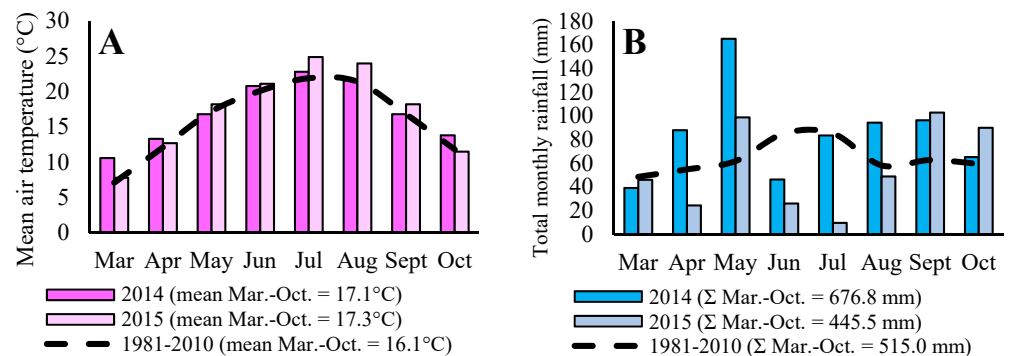 A
Mean air temperature (°C)
30
25
20
15
10
5
0
Mar Apr May Jun Jul Aug Sept Oct
2014 (mean Mar.-Oct. = 17.1°C)
2015 (mean Mar.-Oct. = 17.3°C)
1981-2010 (mean Mar.-Oct. = 16.1°C)
B
Total monthly rainfall (mm)
180
160
140
120
100
80
60
40
20
0
Mar Apr May Jun Jul Aug Sept Oct
2014 (Σ Mar.-Oct. = 676.8 mm)
2015 (Σ Mar.-Oct. = 445.5 mm)
1981-2010 (Σ Mar.-Oct. = 515.0 mm)